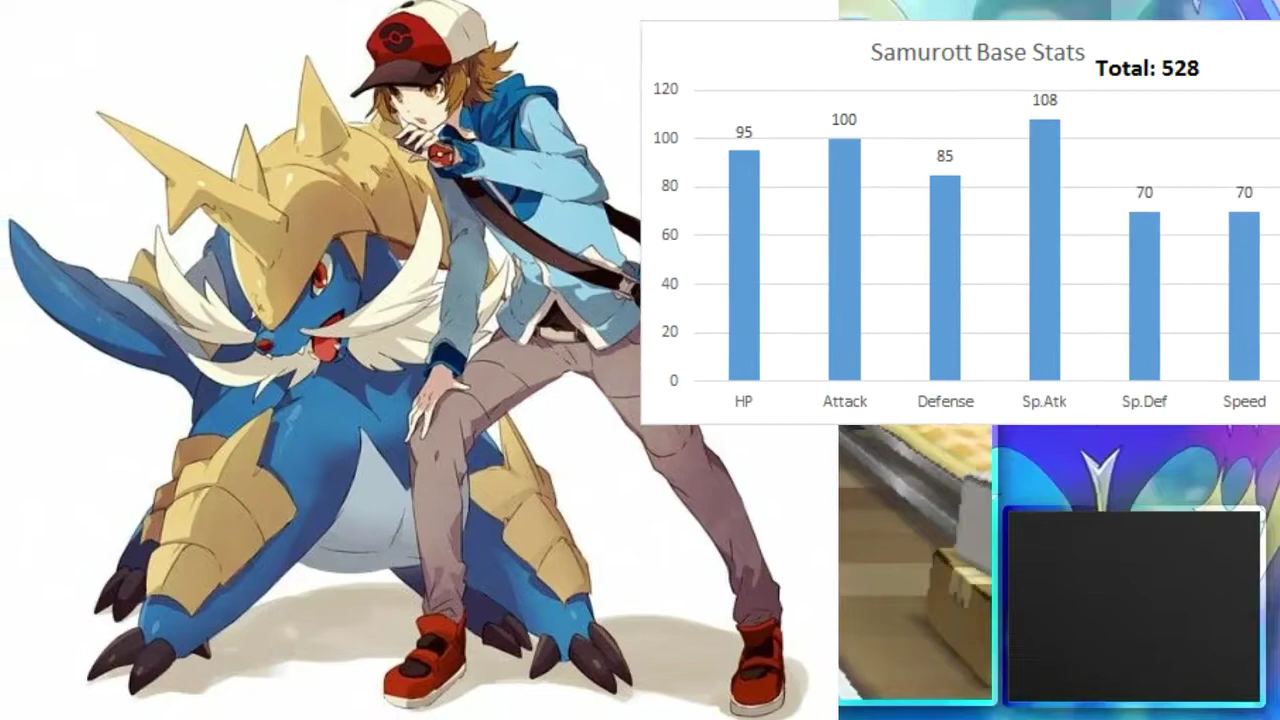 Samurott Base Stats
Total: 528
120
100
80
60
40
20
0
95
100
85
108
70
70
HP
Attack
Defense
Sp.Atk
Sp.Def
Speed